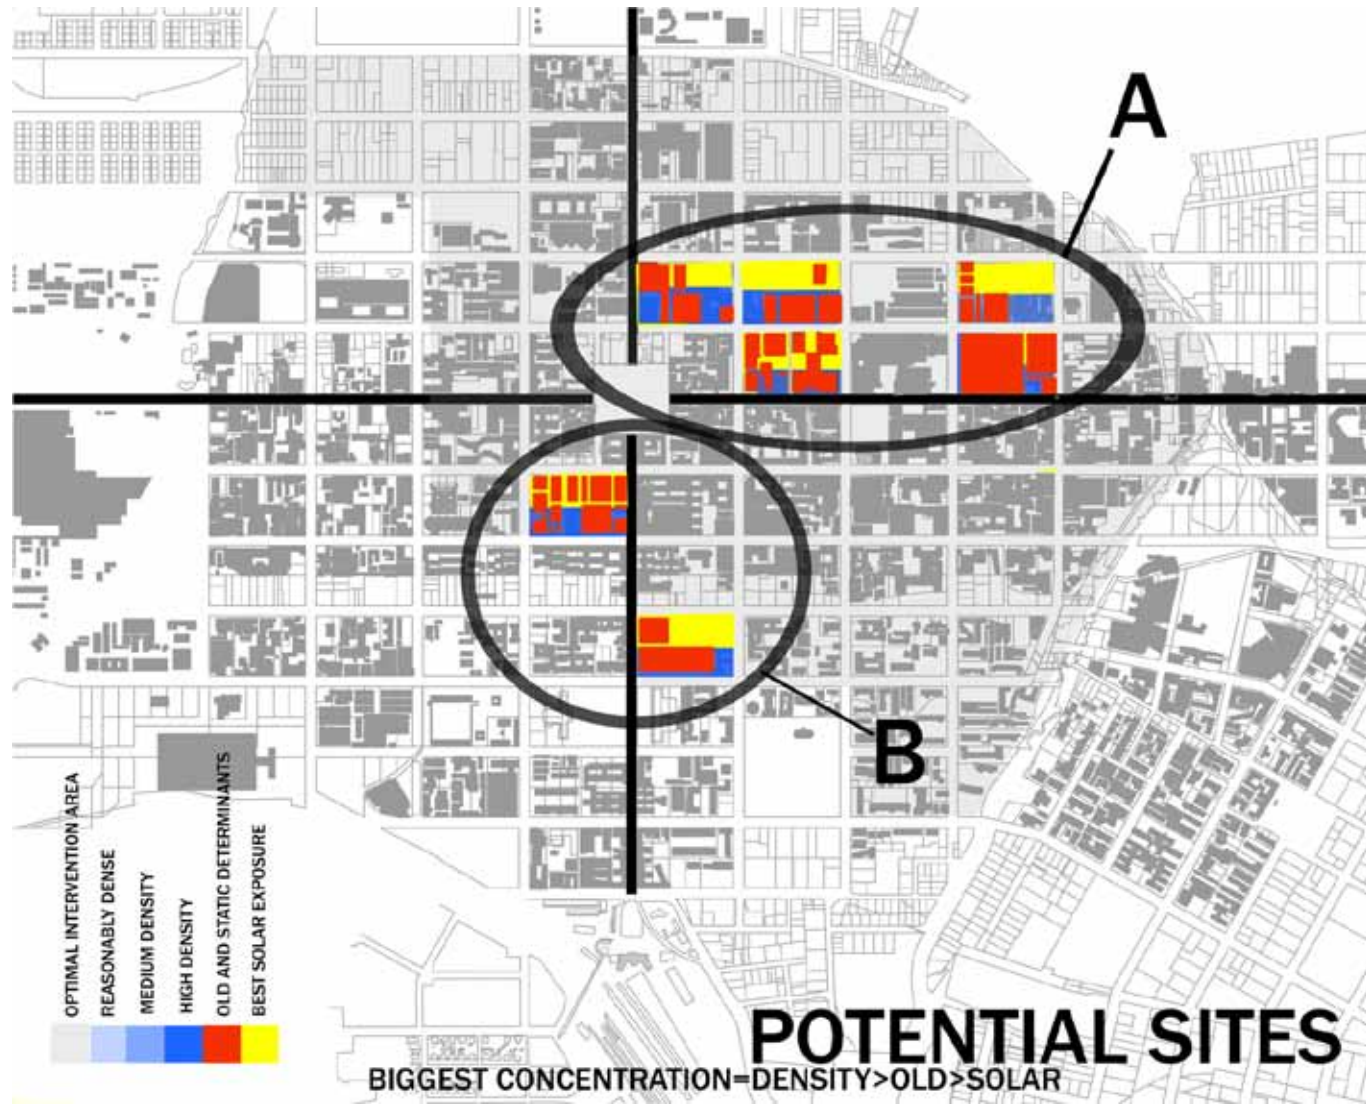 A
B
OPTIMAL INTERVENTION AREA
REASONABLY DENSE
MEDIUM DENSITY
HIGH DENSITY
OLD AND STATIC DETERMINANTS
BEST SOLAR EXPOSURE
POTENTIAL SITES
BIGGEST CONCENTRATION=DENSITY>OLD>SOLAR